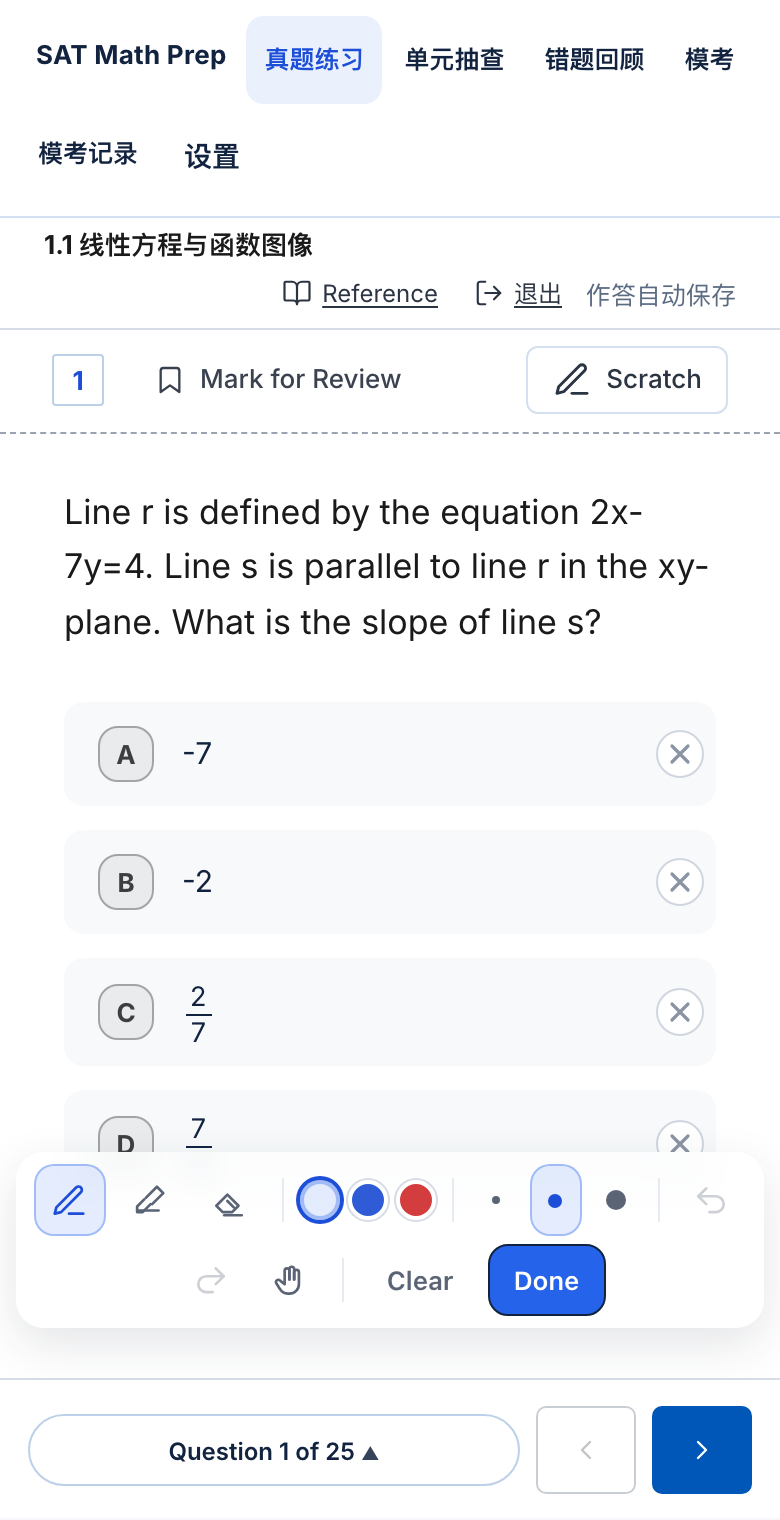 SAT Math Prep 真题练习 单元抽查 错题回顾 模考
模考记录 设置
1.1 线性方程与函数图像
Reference 退出 作答自动保存
1 Mark for Review Scratch
Line r is defined by the equation 2x-
7y=4. Line s is parallel to line r in the xy-
plane. What is the slope of line s?
A -7
B -2
C 2/7
D 7
Clear Done
Question 1 of 25 ▲